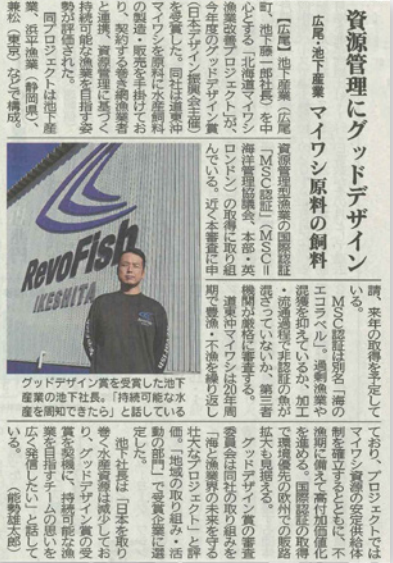 資源管理にグッドデザイン
広尾・池下産業 マイワシ原料の飼料
【広尾】池下産業（広尾
町、池下藤一郎社長）を中
心とする「北海道マイワシ
漁業改善プロジェクト」が、
今年度のグッドデザイン賞
（日本デザイン振興会主催）
を受賞した。同社は道東沖
マイワシを原料に水産飼料
の製造・販売を手掛けてお
り、契約する巻き網漁業者
と連携、資源管理に基づく
持続可能な漁業を目指す姿
勢が評価された。
同プロジェクトは池下産
業、浜平漁業（静岡県）、
兼松（東京）などで構成。
資源管理型漁業の国際認証
「ＭＳＣ認証」（ＭＳＣ＝
海洋管理協議会、本部・英
ロンドン）の取得に取り組
んでいる。近く本審査に申
請、来年の取得を予定して
いる。
ＭＳＣ認証は別名「海の
エコラベル」。過剰漁業や
混獲を抑えているか、加工
・流通過程で非認証の魚が
混ざっていないか、第三者
機関が厳格に審査する。
道東沖マイワシは20年周
期で豊漁・不漁を繰り返し
ており、プロジェクトでは
マイワシ資源の安定供給体
制を確立するとともに、不
漁期に備えて高付加価値化
を進める。国際認証の取得
で環境優先の欧州での販路
拡大も見据える。
グッドデザイン賞の審査
委員会は同社の取り組みを
「海と漁業界の未来を守る
壮大なプロジェクト」と評
価。「地域の取り組み・活
動の部門」で受賞企業に選
定した。
池下社長は「日本を取り
巻く水産資源は減少してお
り、グッドデザイン賞の受
賞を契機に、持続可能な漁
業を目指すチームの思いを
広く発信したい」と話して
いる。（能勢雄太郎）
RevoFish
IKESHITA
グッドデザイン賞を受賞した池下
産業の池下社長。「持続可能な水
産を周知できたら」と話している